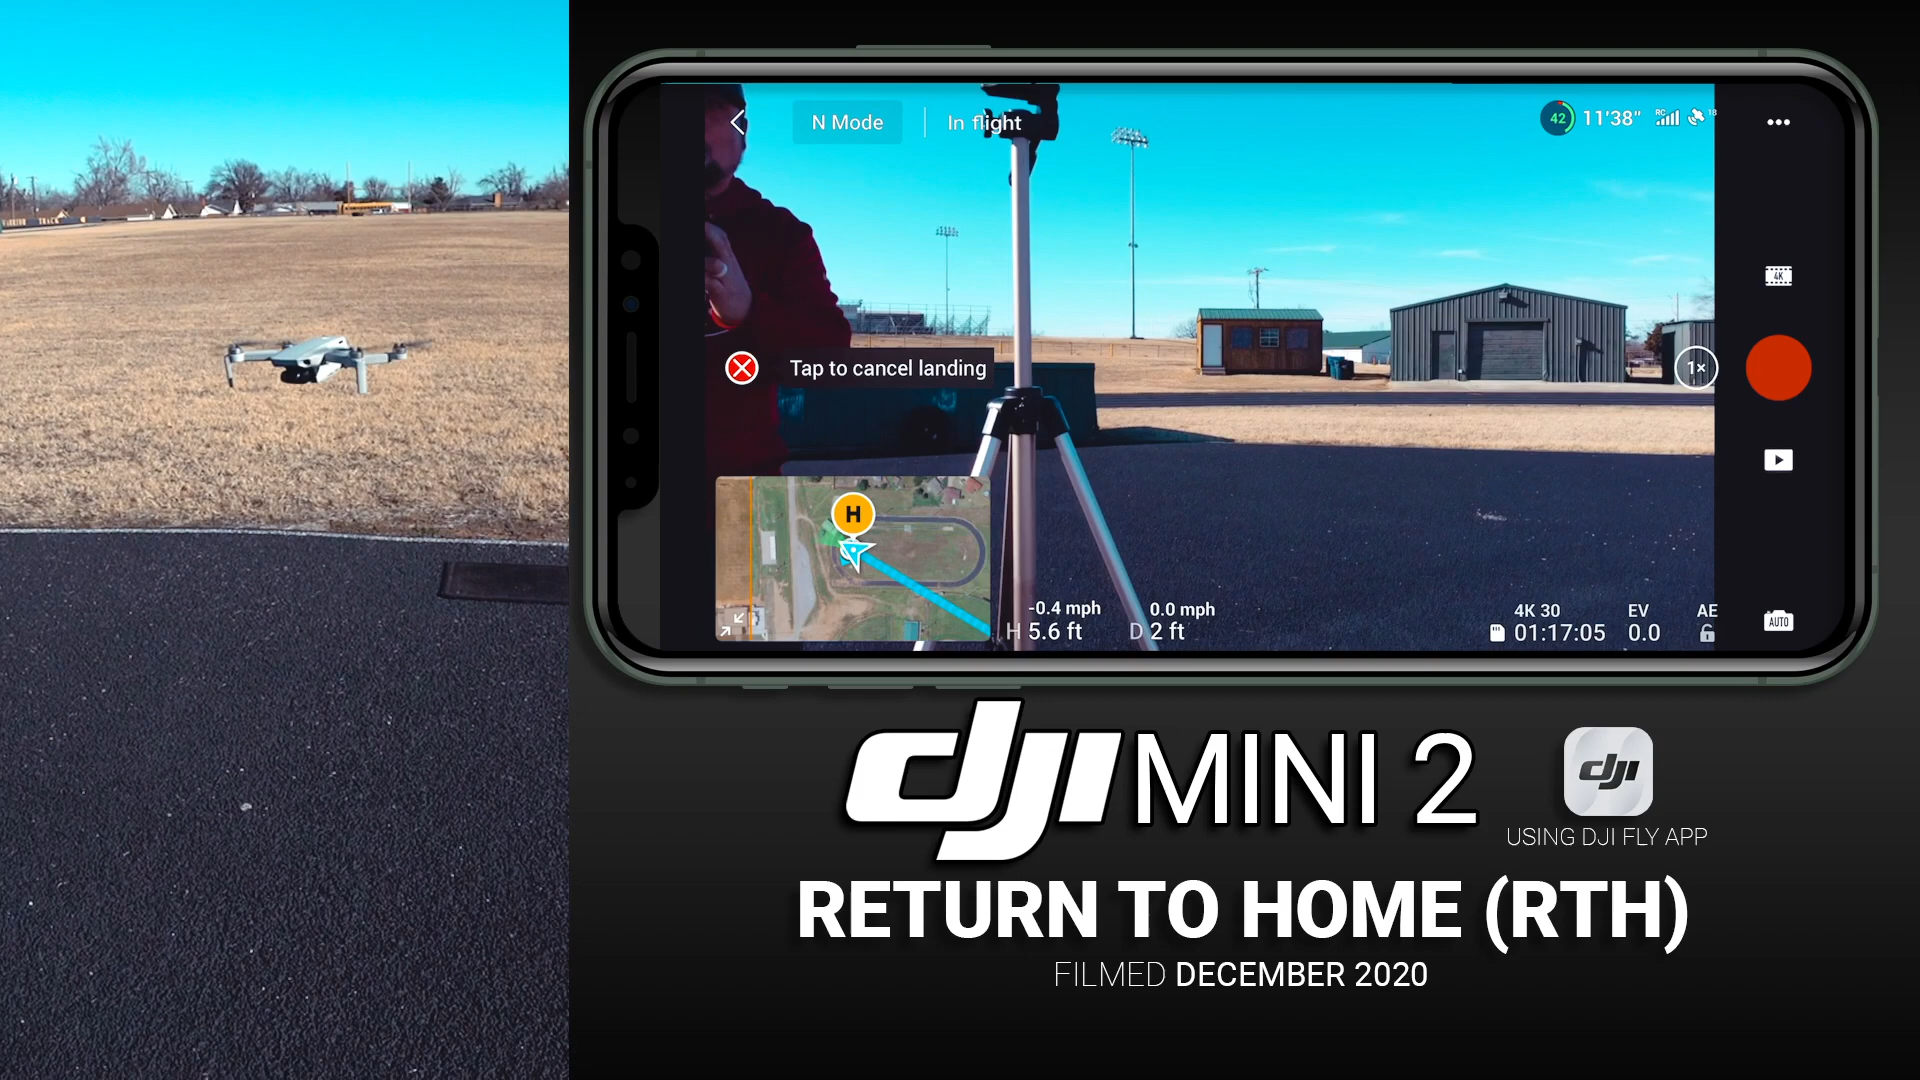 N Mode
In flight
42
11'38"
RC
18
4K
Tap to cancel landing
1×
H
-0.4 mph
0.0 mph
H 5.6 ft
D 2 ft
4K 30
01:17:05
EV
0.0
AE
AUTO
dji MINI 2
dji
USING DJI FLY APP
RETURN TO HOME (RTH)
FILMED DECEMBER 2020